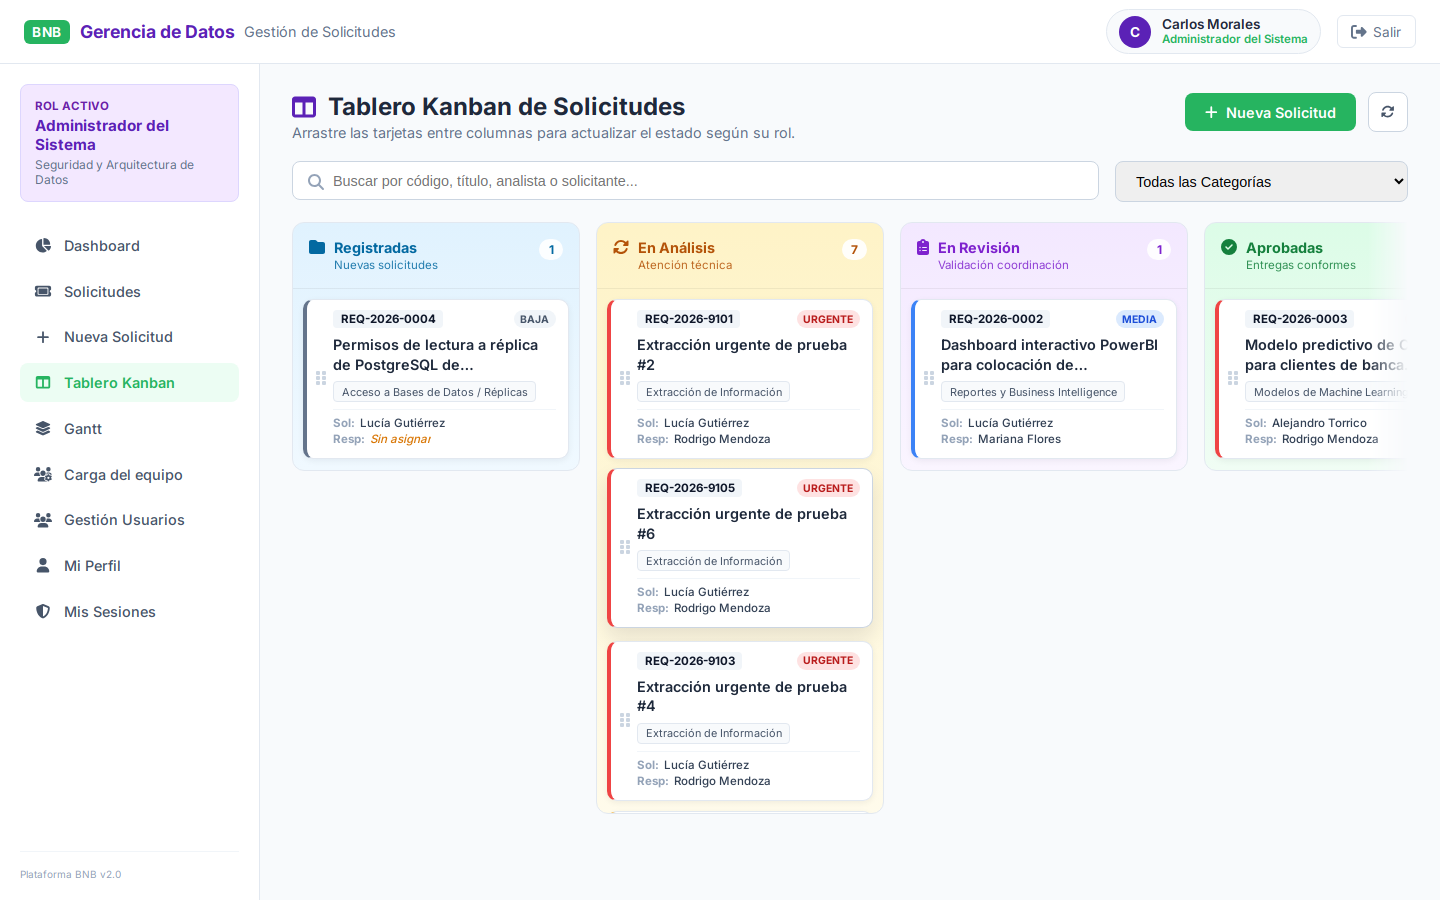 BNB Gerencia de Datos Gestión de Solicitudes
C
Carlos Morales
Administrador del Sistema
Salir
ROL ACTIVO
Administrador del
Sistema
Seguridad y Arquitectura de
Datos
Dashboard
Solicitudes
Nueva Solicitud
Tablero Kanban
Gantt
Carga del equipo
Gestión Usuarios
Mi Perfil
Mis Sesiones
Plataforma BNB v2.0
Tablero Kanban de Solicitudes
Arrastre las tarjetas entre columnas para actualizar el estado según su rol.
Nueva Solicitud
Buscar por código, título, analista o solicitante...
Todas las Categorías
Registradas
1
Nuevas solicitudes
REQ-2026-0004 BAJA
Permisos de lectura a réplica
de PostgreSQL de...
Acceso a Bases de Datos / Réplicas
Sol: Lucía Gutiérrez
Resp: Sin asignar
En Análisis
7
Atención técnica
REQ-2026-9101 URGENTE
Extracción urgente de prueba
#2
Extracción de Información
Sol: Lucía Gutiérrez
Resp: Rodrigo Mendoza
REQ-2026-9105 URGENTE
Extracción urgente de prueba
#6
Extracción de Información
Sol: Lucía Gutiérrez
Resp: Rodrigo Mendoza
REQ-2026-9103 URGENTE
Extracción urgente de prueba
#4
Extracción de Información
Sol: Lucía Gutiérrez
Resp: Rodrigo Mendoza
En Revisión
1
Validación coordinación
REQ-2026-0002 MEDIA
Dashboard interactivo PowerBI
para colocación de...
Reportes y Business Intelligence
Sol: Lucía Gutiérrez
Resp: Mariana Flores
Aprobadas
Entregas conformes
REQ-2026-0003
Modelo predictivo de
para clientes de banca
Modelos de Machine Learning
Sol: Alejandro Torrico
Resp: Rodrigo Mendoza